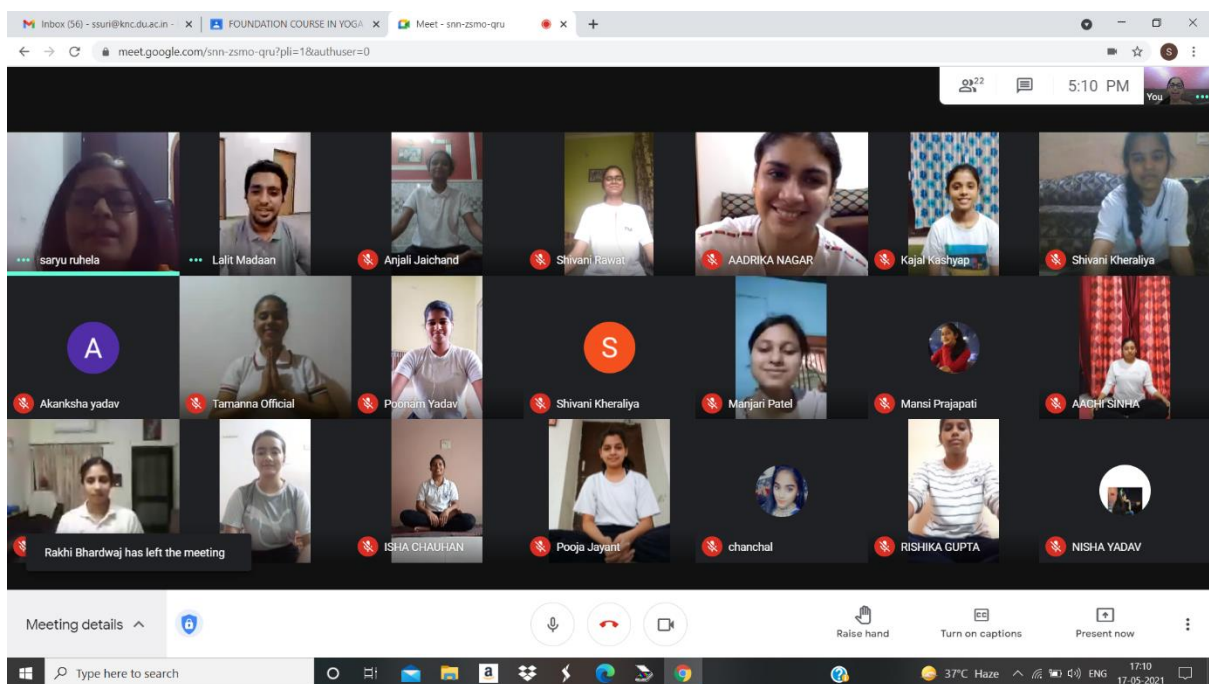 Inbox (56) - ssuri@knc.du.ac.in -
FOUNDATION COURSE IN YOGA
Meet - snn-zsmo-qru
meet.google.com/snn-zsmo-qru?pli=1&authuser=0
S
22
5:10 PM
You
saryu ruhela
Lalit Madaan
Anjali Jaichand
Shivani Rawat
AADRIKA NAGAR
Kajal Kashyap
Shivani Kheraliya
A
S
Akanksha yadav
Tamanna Official
Poonam Yadav
Shivani Kheraliya
Manjari Patel
Mansi Prajapati
AACHI SINHA
Rakhi Bhardwaj has left the meeting
ISHA CHAUHAN
Pooja Jayant
chanchal
RISHIKA GUPTA
NISHA YADAV
Meeting details
Raise hand
CC
Turn on captions
Present now
Type here to search
a
37°C Haze
ENG
17:10
17-05-2021